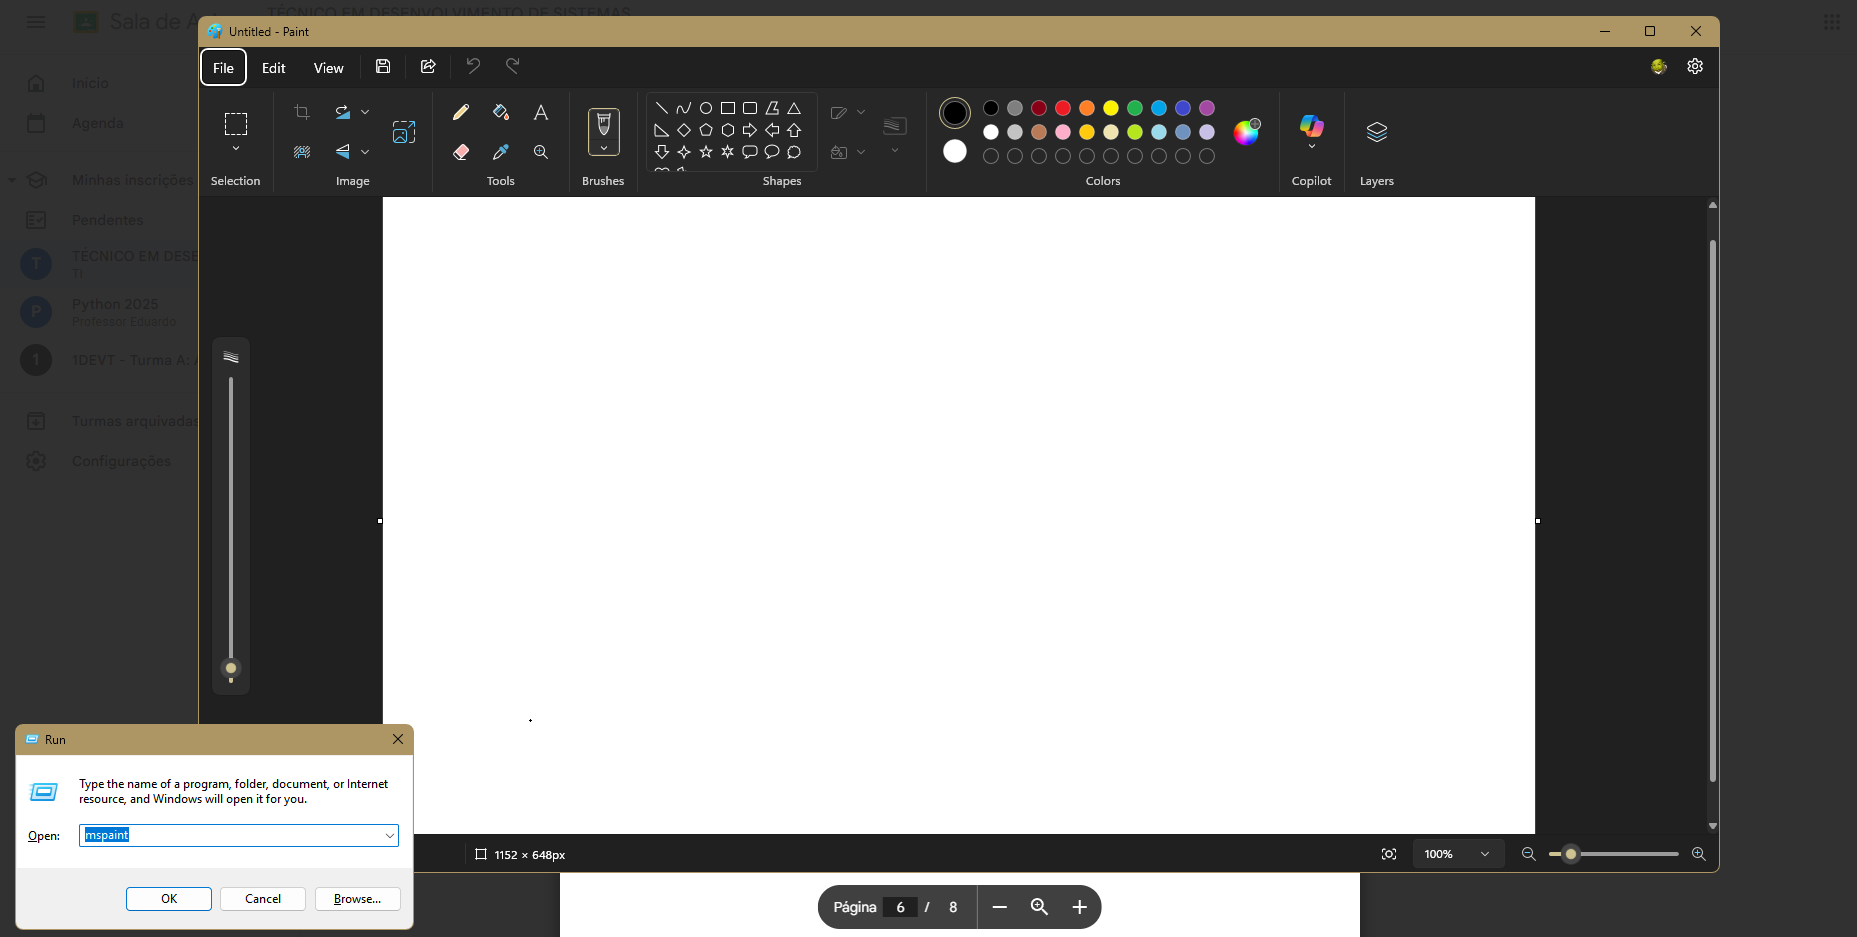 TÉCNICO EM DESENVOLVIMENTO DE SISTEMAS
Sala de A
Início
Agenda
Minhas inscrições
Pendentes
T
TÉCNICO EM DESE
TI
P
Python 2025
Professor Eduardo
1
1DEVT - Turma A: A
Turmas arquivadas
Configurações
Untitled - Paint
File Edit View
A
Selection Image Tools Brushes Shapes Colors Copilot Layers
1152 × 648px
100%
Run
Type the name of a program, folder, document, or Internet
resource, and Windows will open it for you.
Open: mspaint
OK Cancel Browse...
Página 6 / 8